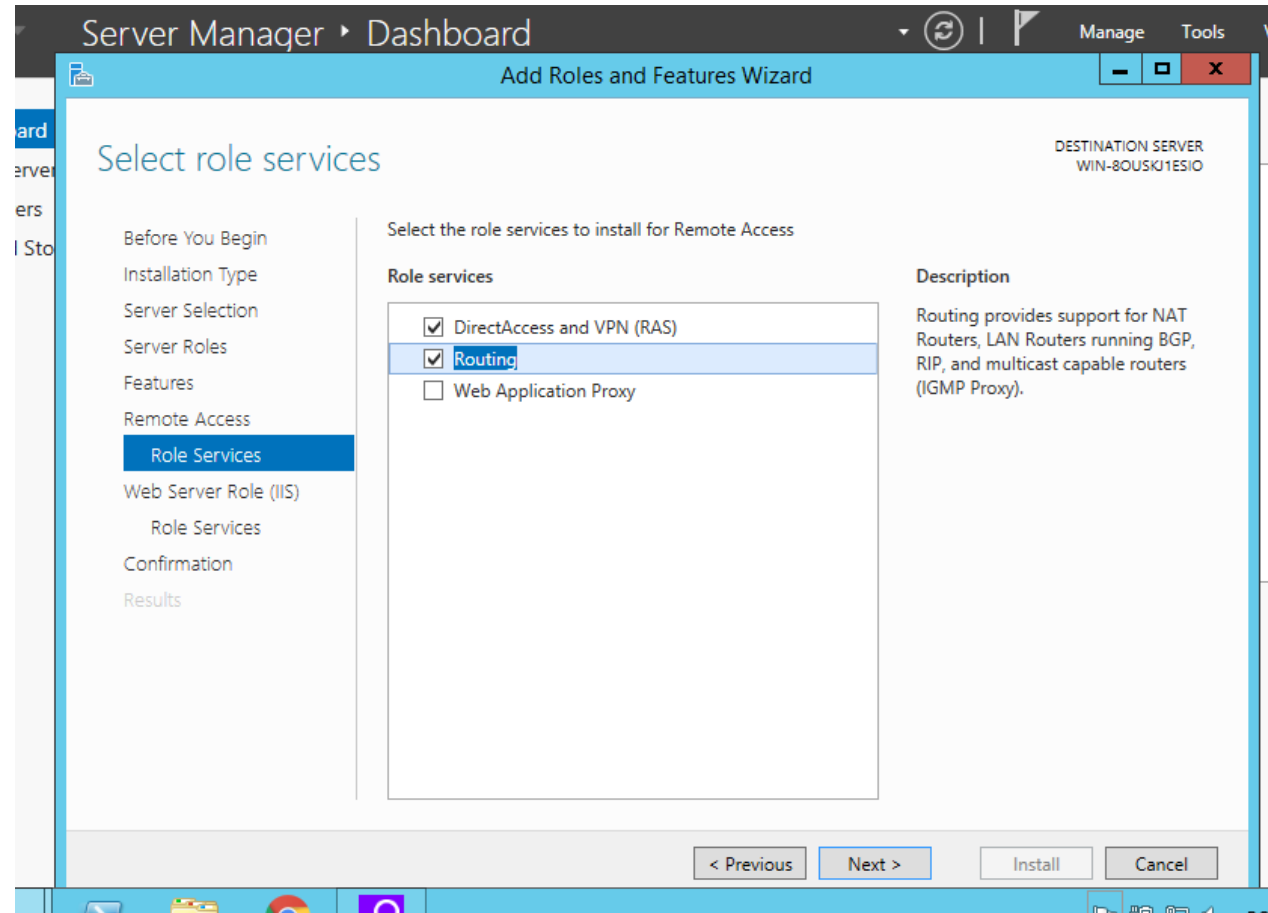 Server Manager ‣ Dashboard
Manage Tools
Add Roles and Features Wizard
Select role services
DESTINATION SERVER
WIN-8OUSKJ1ESIO
Before You Begin
Installation Type
Server Selection
Server Roles
Features
Remote Access
Role Services
Web Server Role (IIS)
Role Services
Confirmation
Results
Select the role services to install for Remote Access
Role services
DirectAccess and VPN (RAS)
Routing
Web Application Proxy
Description
Routing provides support for NAT
Routers, LAN Routers running BGP,
RIP, and multicast capable routers
(IGMP Proxy).
< Previous
Next >
Install
Cancel